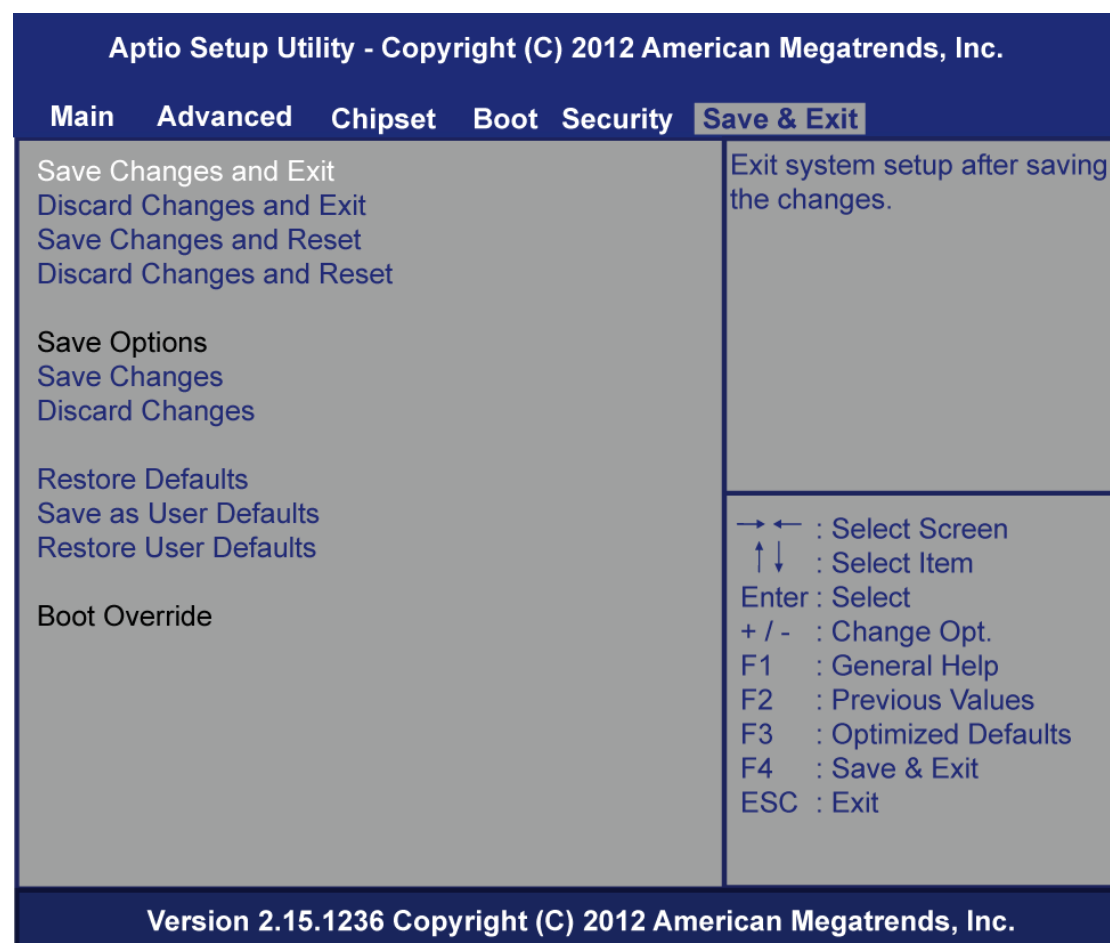 Aptio Setup Utility - Copyright (C) 2012 American Megatrends, Inc.
Main Advanced Chipset Boot Security Save & Exit
Save Changes and Exit
Discard Changes and Exit
Save Changes and Reset
Discard Changes and Reset
Save Options
Save Changes
Discard Changes
Restore Defaults
Save as User Defaults
Restore User Defaults
Boot Override
Exit system setup after saving
the changes.
→← : Select Screen
↑↓ : Select Item
Enter : Select
+ / - : Change Opt.
F1 : General Help
F2 : Previous Values
F3 : Optimized Defaults
F4 : Save & Exit
ESC : Exit
Version 2.15.1236 Copyright (C) 2012 American Megatrends, Inc.